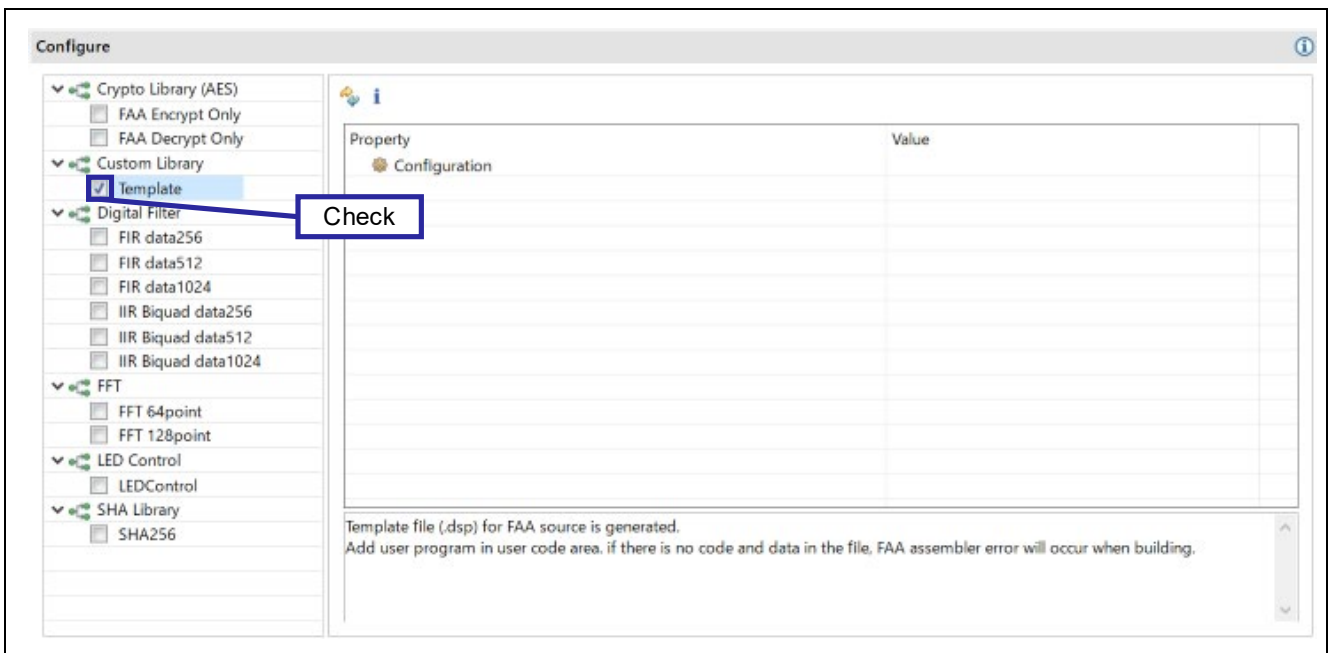 Configure
Crypto Library (AES)
FAA Encrypt Only
FAA Decrypt Only
Custom Library
Template
Digital Filter
FIR data256
FIR data512
FIR data1024
IIR Biquad data256
IIR Biquad data512
IIR Biquad data1024
FFT
FFT 64point
FFT 128point
LED Control
LEDControl
SHA Library
SHA256
Check
Property Value
Configuration
Template file (.dsp) for FAA source is generated.
Add user program in user code area. if there is no code and data in the file, FAA assembler error will occur when building.